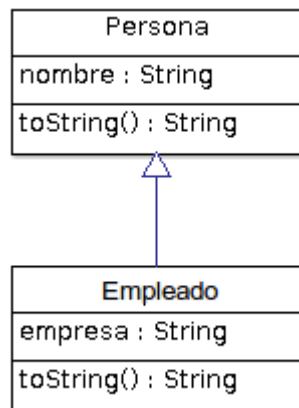 Persona
nombre : String
toString() : String
Empleado
empresa : String
toString() : String